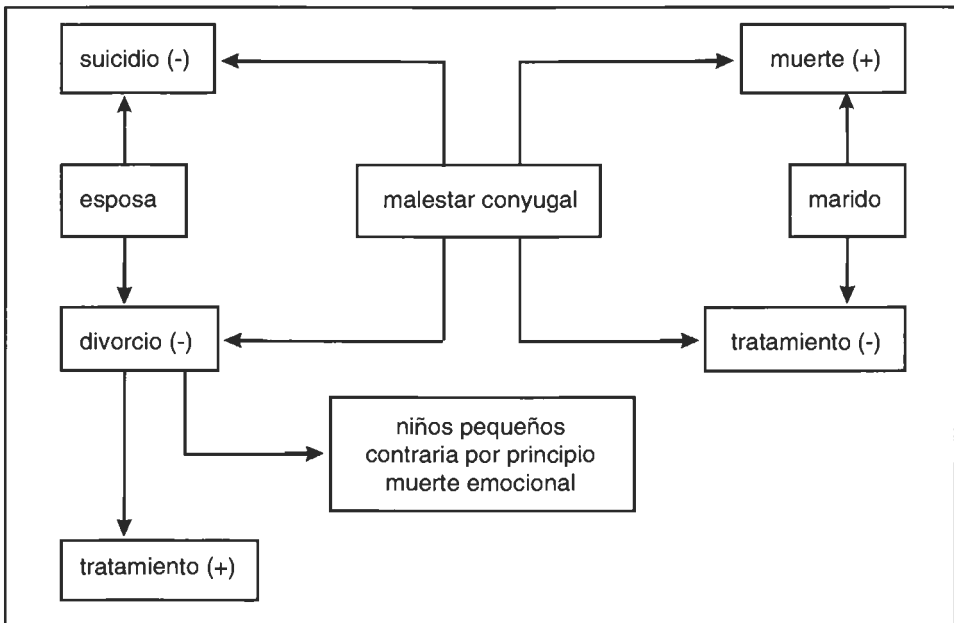 suicidio (-)
muerte (+)
esposa
malestar conyugal
marido
divorcio (-)
tratamiento (-)
niños pequeños
contraria por principio
muerte emocional
tratamiento (+)